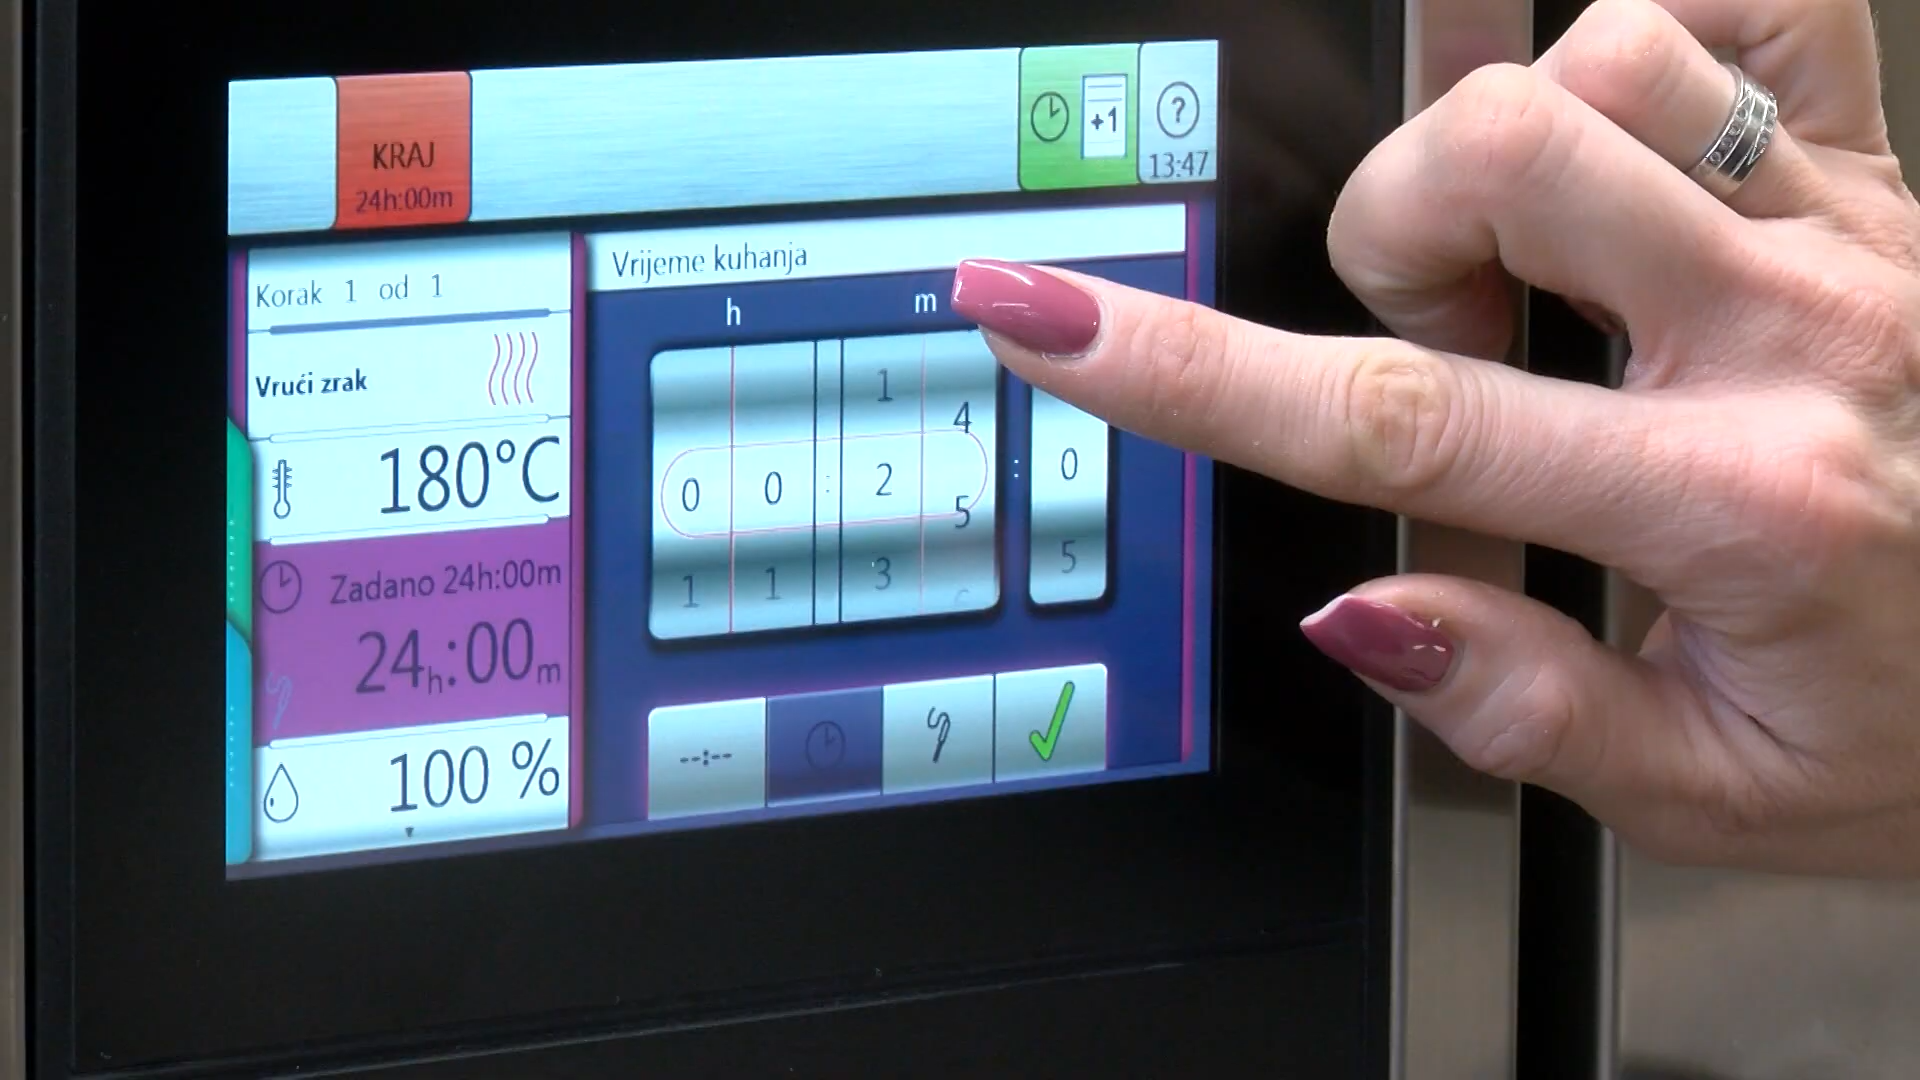 KRAJ
24h:00m
+1
?
13:47
Korak 1 od 1
Vrući zrak
180°C
Zadano 24h:00m
24h:00m
100 %
Vrijeme kuhanja
h m
1
4
0 0 : 2 : 0
5
1 1 3 5
--:--